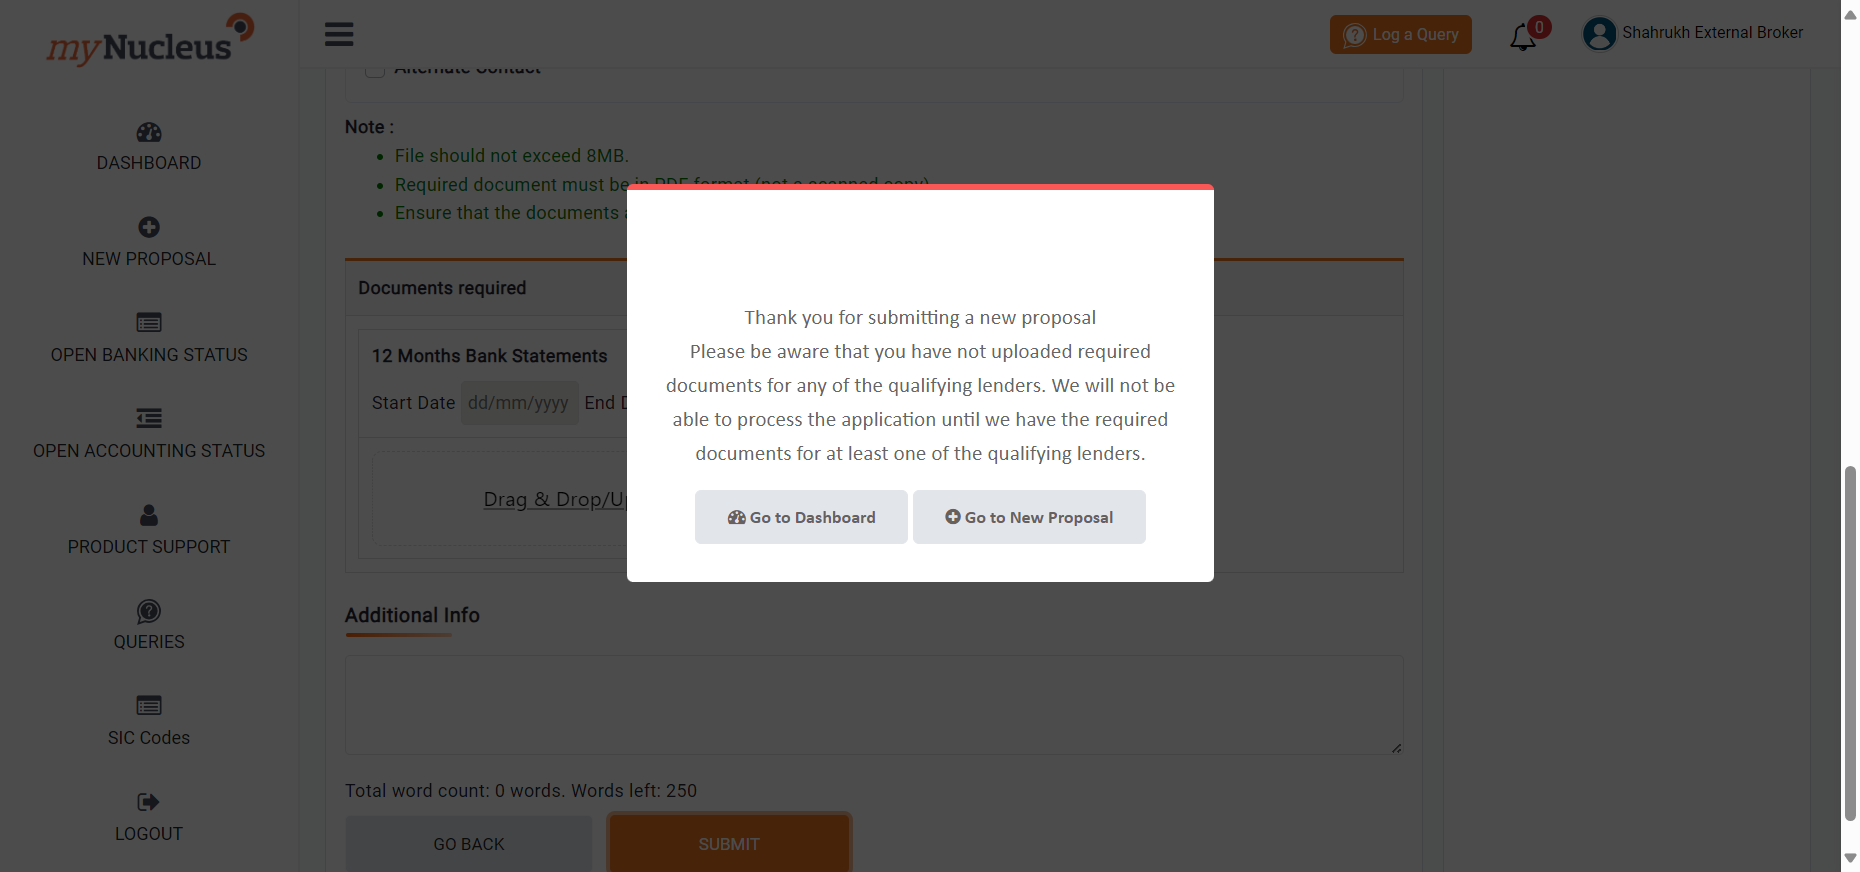 myNucleus
Log a Query
0
Shahrukh External Broker
DASHBOARD
NEW PROPOSAL
OPEN BANKING STATUS
OPEN ACCOUNTING STATUS
PRODUCT SUPPORT
QUERIES
SIC Codes
LOGOUT
Alternate Contact
Note :
File should not exceed 8MB.
Required document must be in PDF format (not a scanned copy)
Ensure that the documents
Documents required
12 Months Bank Statements
Start Date dd/mm/yyyy End
Drag & Drop/
Thank you for submitting a new proposal
Please be aware that you have not uploaded required
documents for any of the qualifying lenders. We will not be
able to process the application until we have the required
documents for at least one of the qualifying lenders.
Go to Dashboard
Go to New Proposal
Additional Info
Total word count: 0 words. Words left: 250
GO BACK
SUBMIT